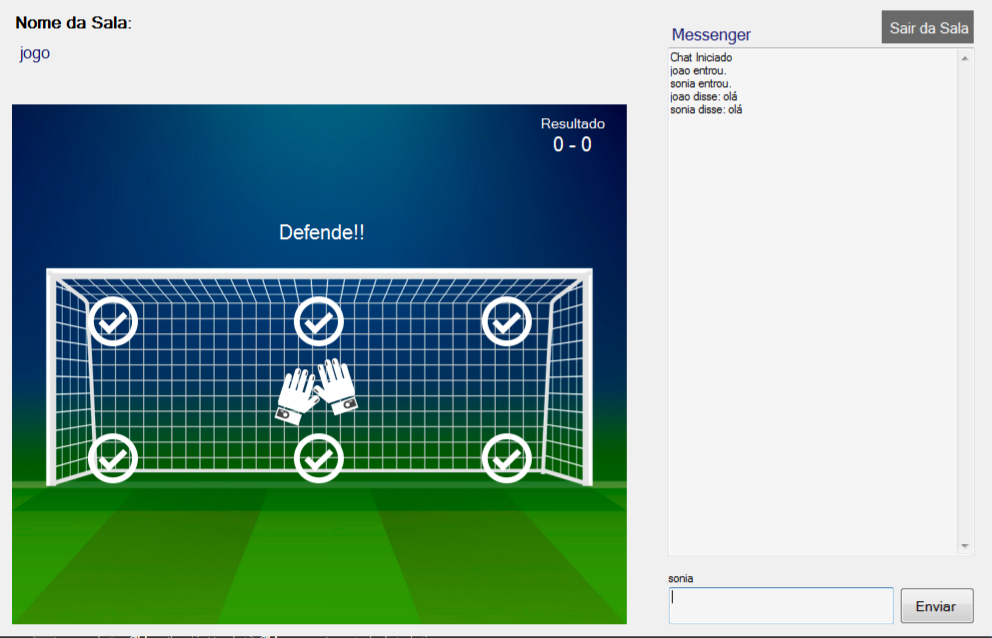 Nome da Sala:
jogo
Resultado
0 - 0
Defende!!
Messenger
Sair da Sala
Chat Iniciado
joao entrou.
sonia entrou.
joao disse: olá
sonia disse: olá
sonia
Enviar